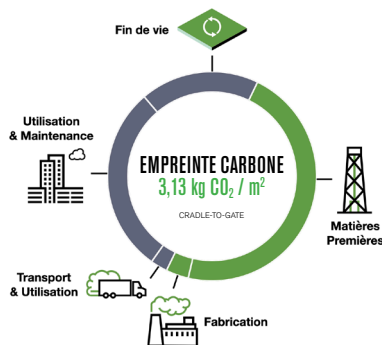 Fin de vie
Utilisation
& Maintenance
EMPREINTE CARBONE
3,13 kg CO₂ / m²
CRADLE-TO-GATE
Matières
Premières
Transport
& Utilisation
Fabrication